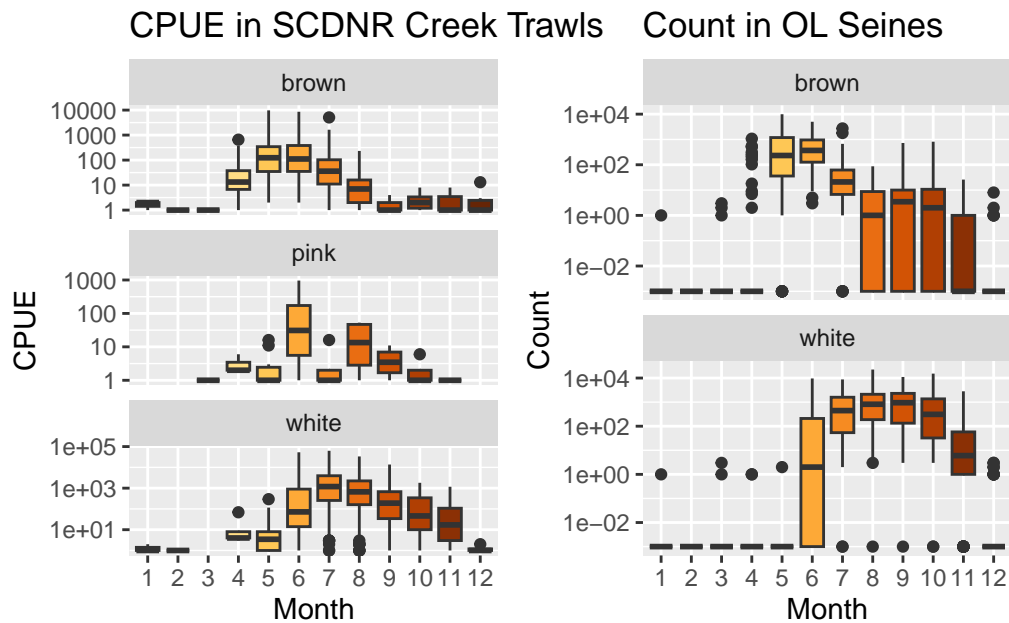 CPUE in SCDNR Creek Trawls
brown
10000
1000
100
10
1
pink
1000
100
10
1
white
1e+05
1e+03
1e+01
1 2 3 4 5 6 7 8 9 10 11 12
Month
CPUE
Count in OL Seines
brown
1e+04
1e+02
1e+00
1e−02
white
1e+04
1e+02
1e+00
1e−02
1 2 3 4 5 6 7 8 9 10 11 12
Month
Count